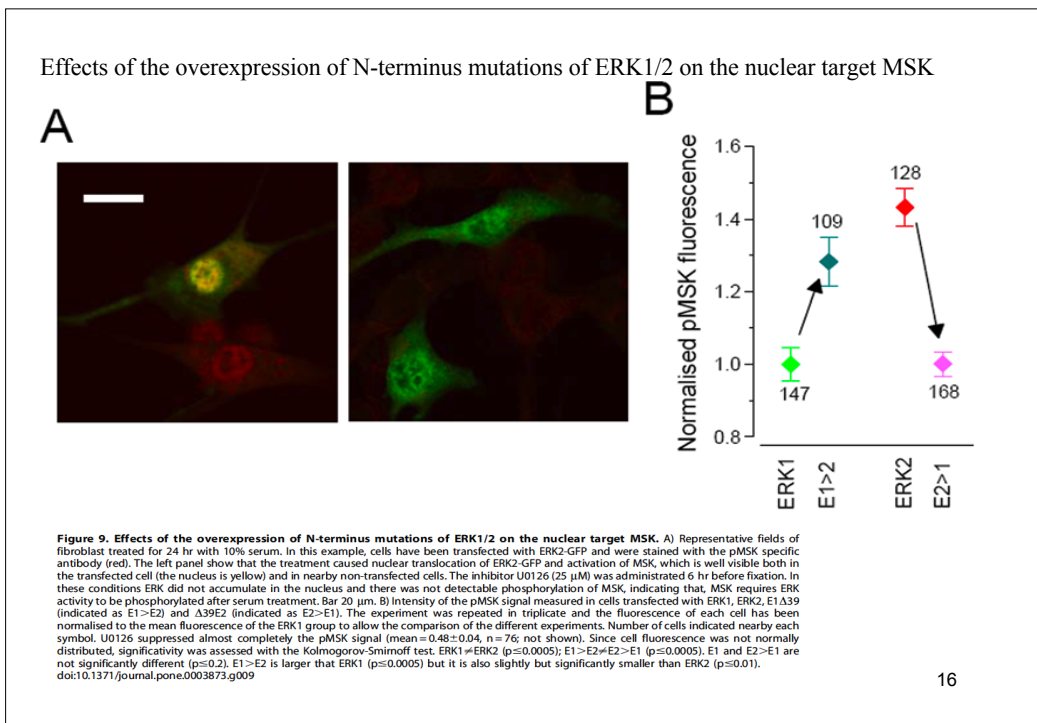 Effects of the overexpression of N-terminus mutations of ERK1/2 on the nuclear target MSK
A
B
Normalised pMSK fluorescence
1.6
1.4
1.2
1.0
0.8
147
109
128
168
ERK1
E1>2
ERK2
E2>1
Figure 9. Effects of the overexpression of N-terminus mutations of ERK1/2 on the nuclear target MSK. A) Representative fields of
fibroblast treated for 24 hr with 10% serum. In this example, cells have been transfected with ERK2-GFP and were stained with the pMSK specific
antibody (red). The left panel show that the treatment caused nuclear translocation of ERK2-GFP and activation of MSK, which is well visible both in
the transfected cell (the nucleus is yellow) and in nearby non-transfected cells. The inhibitor U0126 (25 μM) was administrated 6 hr before fixation. In
these conditions ERK did not accumulate in the nucleus and there was not detectable phosphorylation of MSK, indicating that, MSK requires ERK
activity to be phosphorylated after serum treatment. Bar 20 μm. B) Intensity of the pMSK signal measured in cells transfected with ERK1, ERK2, E1Δ39
(indicated as E1>E2) and Δ39E2 (indicated as E2>E1). The experiment was repeated in triplicate and the fluorescence of each cell has been
normalised to the mean fluorescence of the ERK1 group to allow the comparison of the different experiments. Number of cells indicated nearby each
symbol. U0126 suppressed almost completely the pMSK signal (mean=0.48±0.04, n=76; not shown). Since cell fluorescence was not normally
distributed, significativity was assessed with the Kolmogorov-Smirnoff test. ERK1≠ERK2 (p≤0.0005); E1>E2≠E2>E1 (p≤0.0005). E1 and E2>E1 are
not significantly different (p≤0.2). E1>E2 is larger that ERK1 (p≤0.0005) but it is also slightly but significantly smaller than ERK2 (p≤0.01).
doi:10.1371/journal.pone.0003873.g009
16